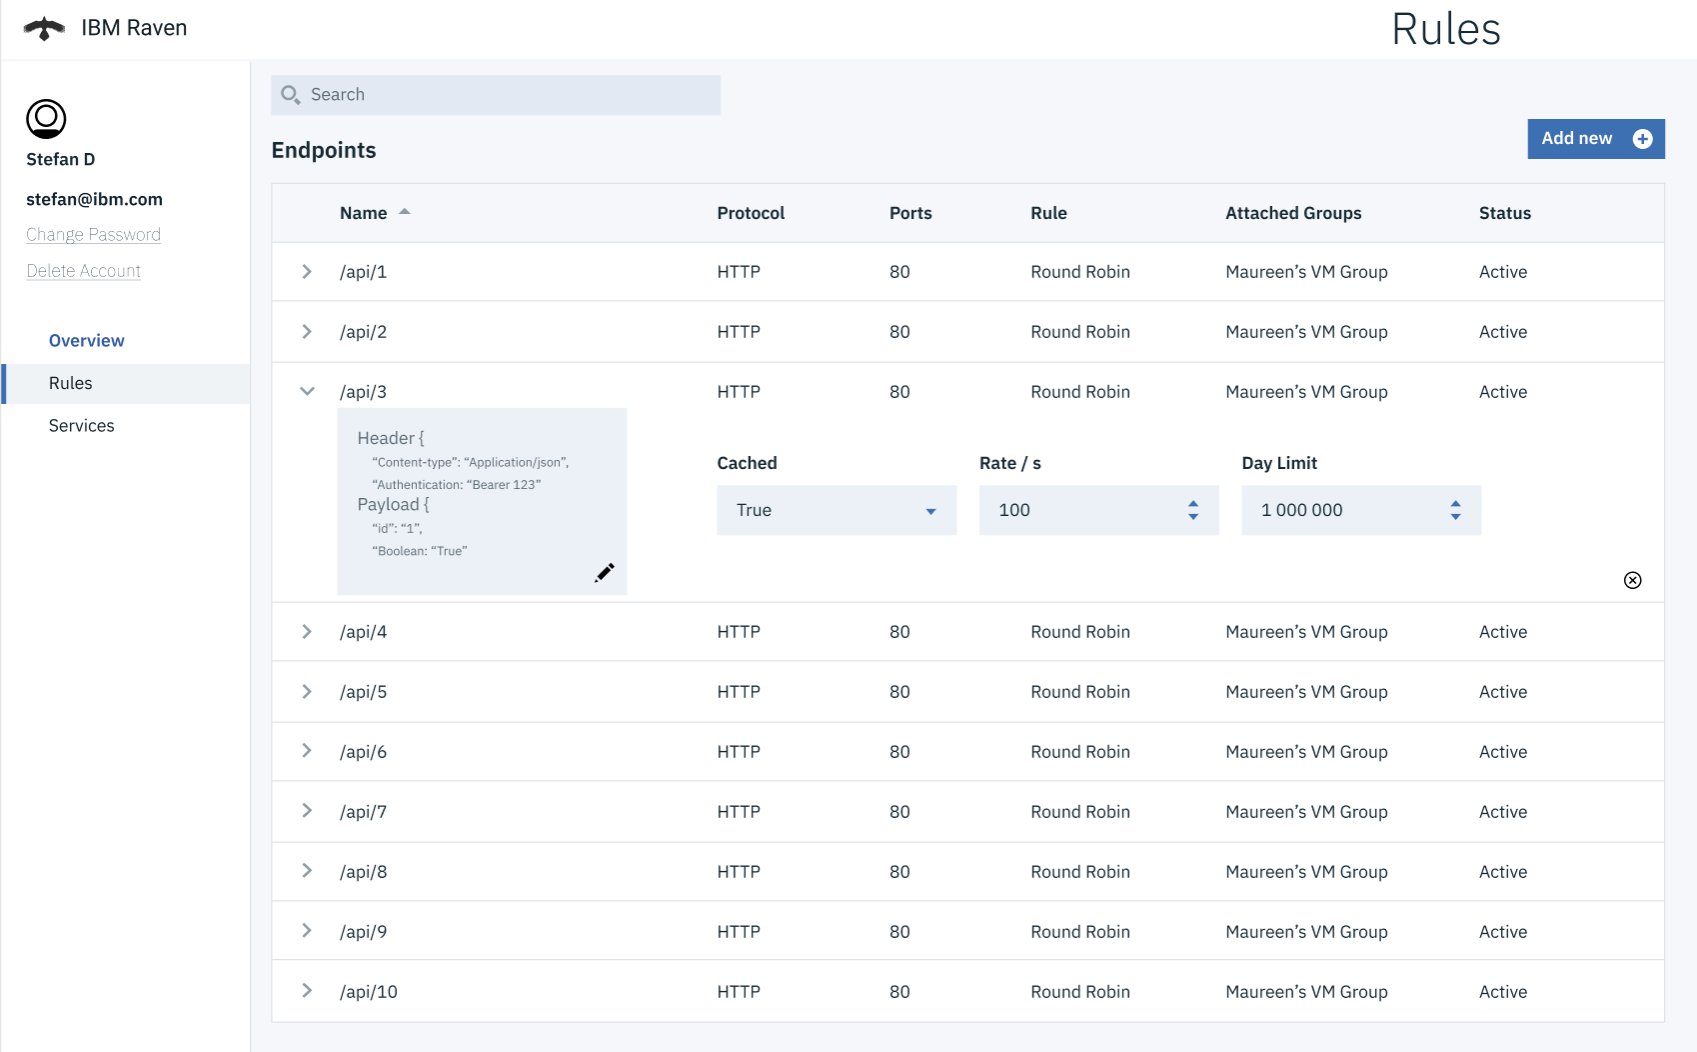 IBM Raven
Rules
Stefan D
stefan@ibm.com
Change Password
Delete Account
Overview
Rules
Services
Search
Endpoints
Add new
Name Protocol Ports Rule Attached Groups Status
/api/1 HTTP 80 Round Robin Maureen’s VM Group Active
/api/2 HTTP 80 Round Robin Maureen’s VM Group Active
/api/3 HTTP 80 Round Robin Maureen’s VM Group Active
Header {
“Content-type”: “Application/json”,
“Authentication: “Bearer 123”
Payload {
“id”: “1”,
“Boolean: “True”
Cached Rate / s Day Limit
True 100 1 000 000
/api/4 HTTP 80 Round Robin Maureen’s VM Group Active
/api/5 HTTP 80 Round Robin Maureen’s VM Group Active
/api/6 HTTP 80 Round Robin Maureen’s VM Group Active
/api/7 HTTP 80 Round Robin Maureen’s VM Group Active
/api/8 HTTP 80 Round Robin Maureen’s VM Group Active
/api/9 HTTP 80 Round Robin Maureen’s VM Group Active
/api/10 HTTP 80 Round Robin Maureen’s VM Group Active